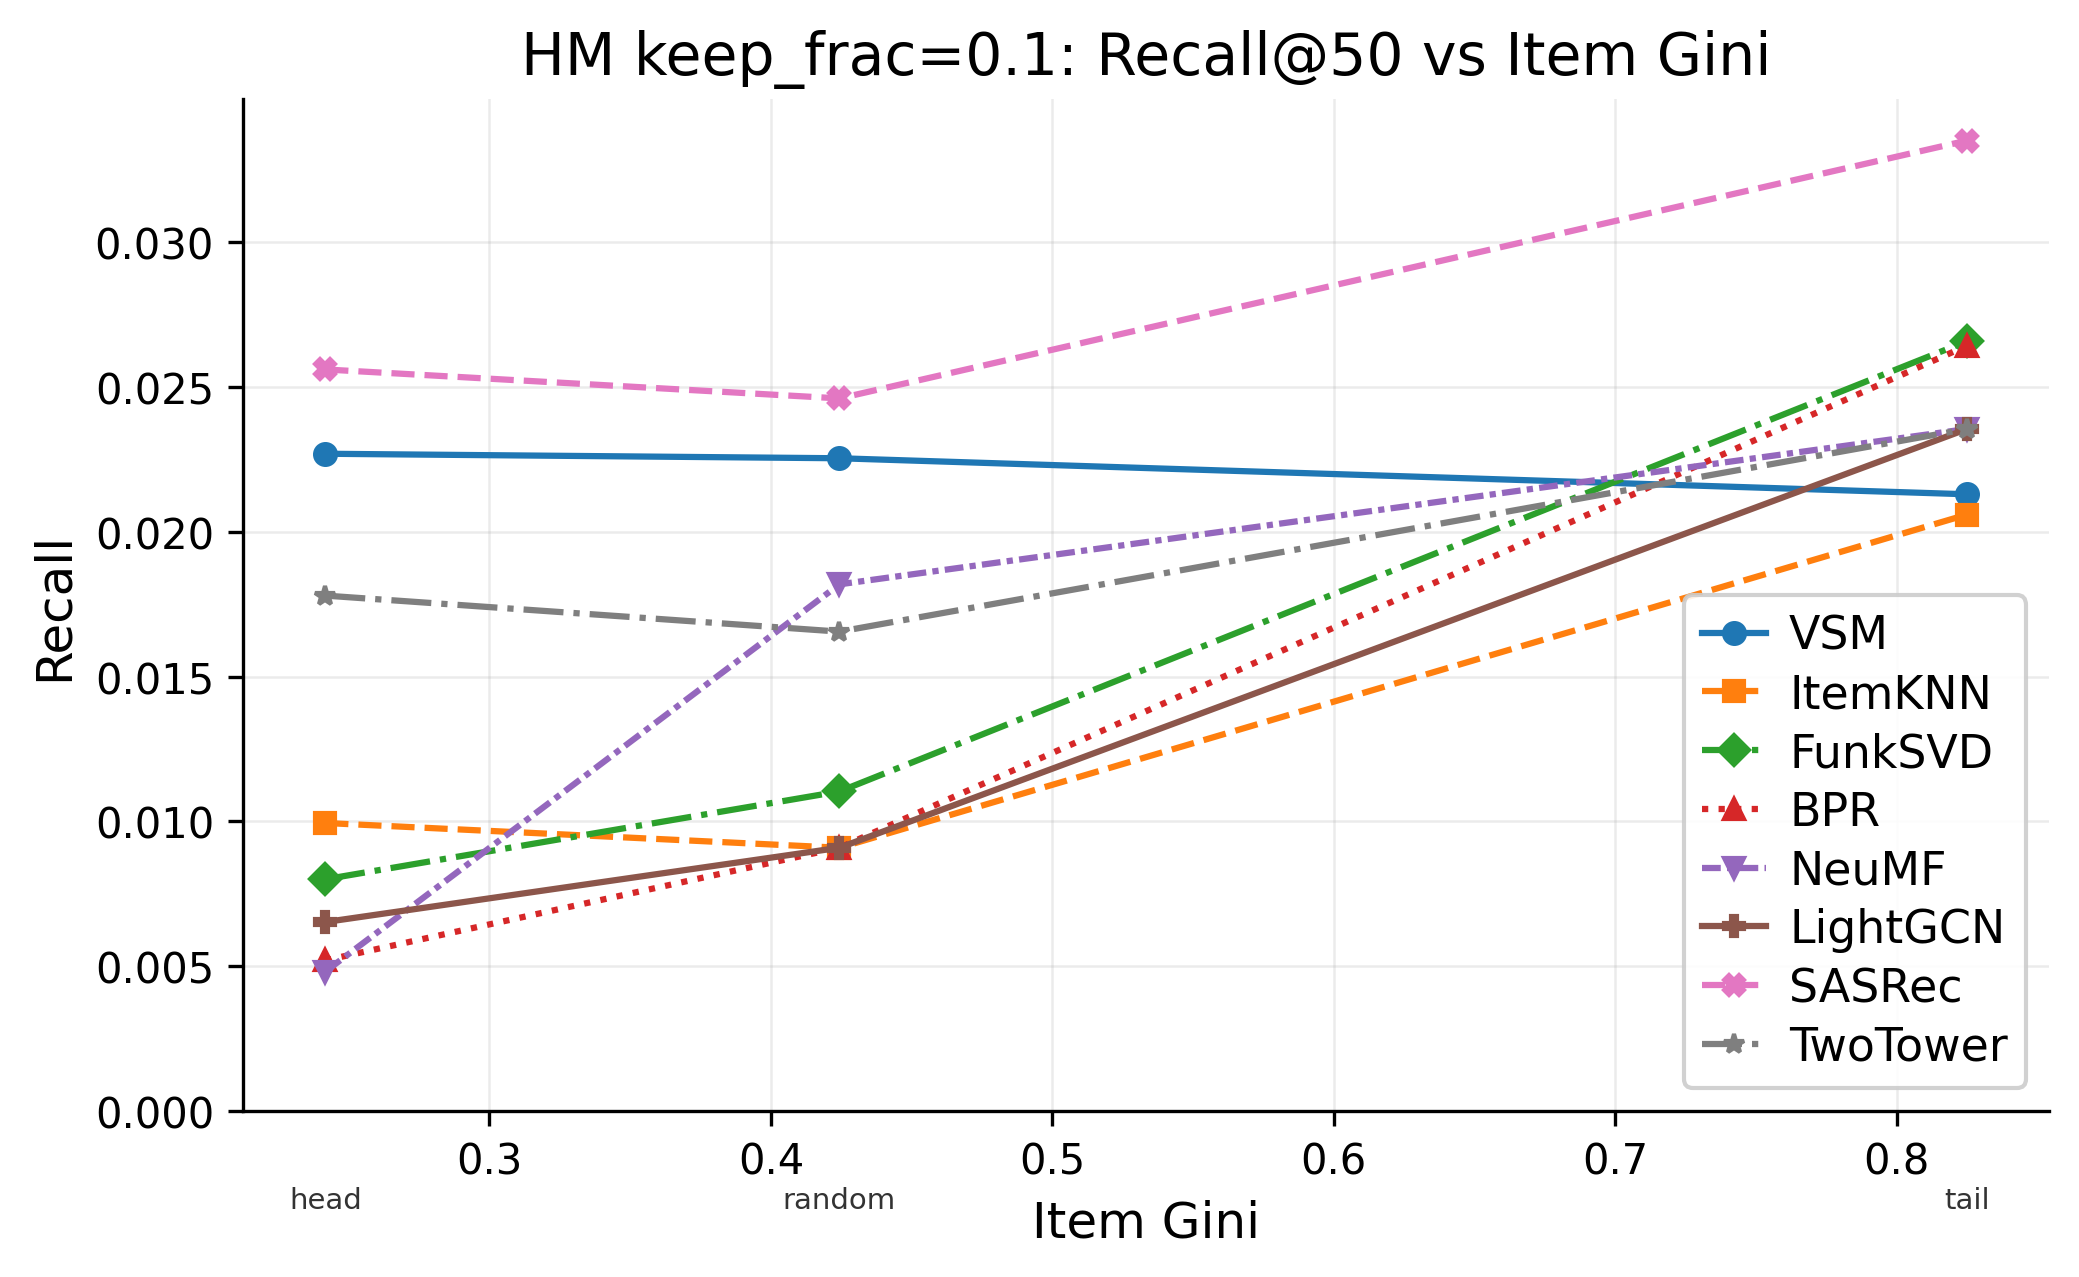 HM keep_frac=0.1: Recall@50 vs Item Gini
Recall
0.030
0.025
0.020
0.015
0.010
0.005
0.000
VSM
ItemKNN
FunkSVD
BPR
NeuMF
LightGCN
SASRec
TwoTower
0.3 0.4 0.5 0.6 0.7 0.8
head random tail
Item Gini